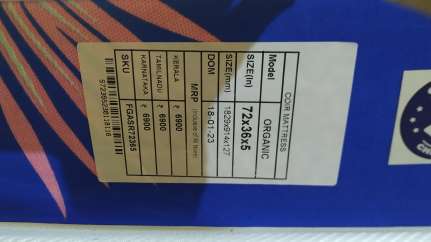 COIR MATTRESS
Model ORGANIC
SIZE(In) 72x36x5
SIZE(mm) 1829x914x127
DOM 18-01-23
MRP
KERALA ₹ 6900
TAMILNADU ₹ 6900
KARNATAKA ₹ 6900
SKU FGASR72365